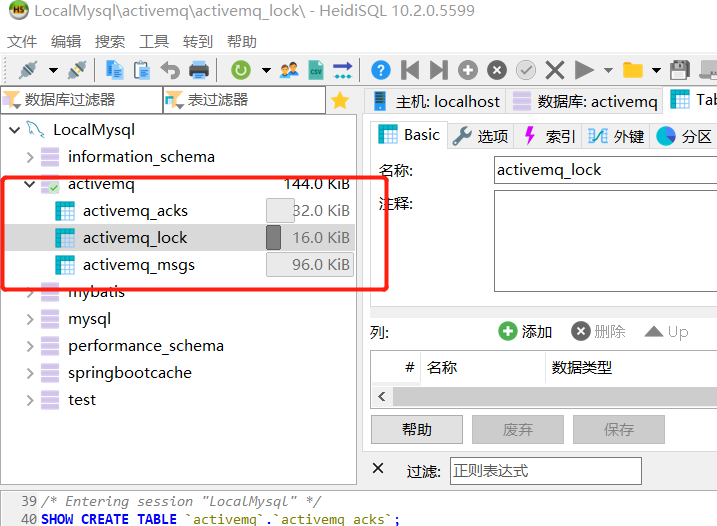 LocalMysql\activemq\activemq_lock\ - HeidiSQL 10.2.0.5599
文件 编辑 搜索 工具 转到 帮助
数据库过滤器 表过滤器
主机: localhost 数据库: activemq Tab
LocalMysql
information_schema
activemq 144.0 KiB
activemq_acks 32.0 KiB
activemq_lock 16.0 KiB
activemq_msgs 96.0 KiB
mybatis
mysql
performance_schema
springbootcache
test
Basic 选项 索引 外键 分区
名称: activemq_lock
注释:
列: 添加 删除 Up
# 名称 数据类型
帮助 废弃 保存
过滤: 正则表达式
39 /* Entering session "LocalMysql" */
40 SHOW CREATE TABLE `activemq`.`activemq_acks`;